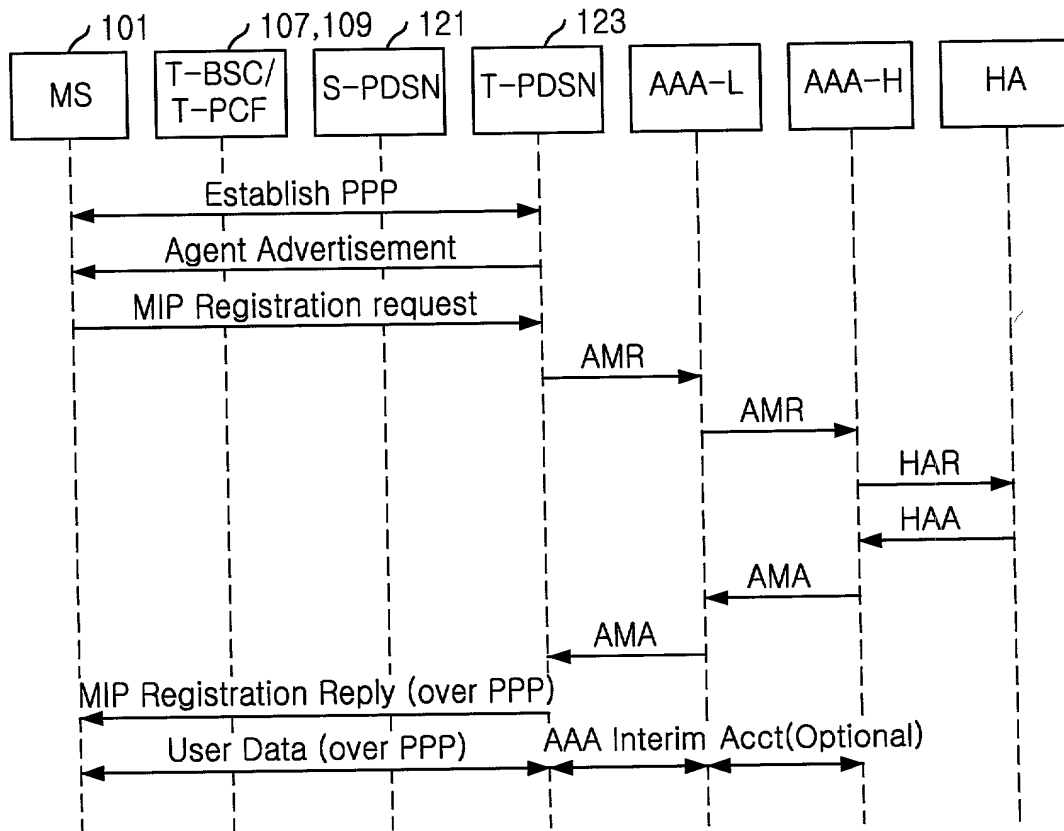 101
107,109
121
123
MS
T-BSC/
T-PCF
S-PDSN
T-PDSN
AAA-L
AAA-H
HA
Establish PPP
Agent Advertisement
MIP Registration request
AMR
AMR
HAR
HAA
AMA
AMA
MIP Registration Reply (over PPP)
User Data (over PPP)
AAA Interim Acct(Optional)